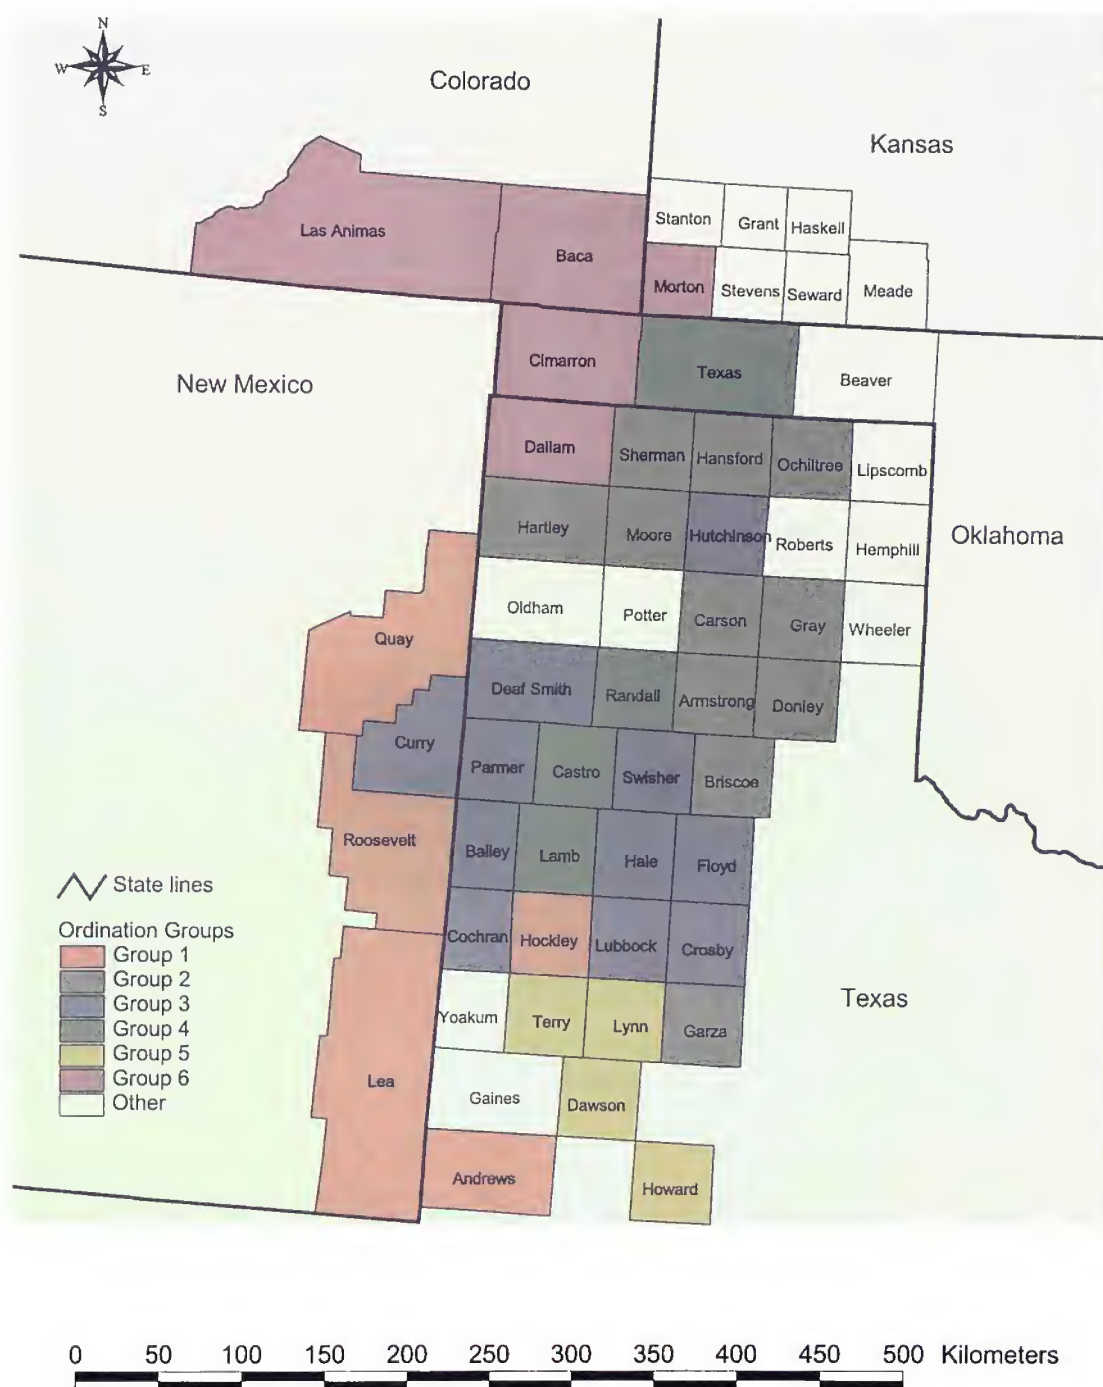 N
W E
S
Colorado
Kansas
Stanton Grant Haskell
Las Animas
Baca
Morton Stevens Seward Meade
Cimarron
Texas
Beaver
New Mexico
Dallam
Sherman Hansford Ochiltree Lipscomb
Hartley Moore Hutchinson Roberts Hemphill
Oklahoma
Oldham Potter Carson Gray Wheeler
Quay
Deaf Smith Randall Armstrong Donley
Curry
Parmer Castro Swisher Briscoe
Roosevelt
Bailey Lamb Hale Floyd
State lines
Ordination Groups
Group 1
Group 2
Group 3
Group 4
Group 5
Group 6
Other
Cochran Hockley Lubbock Crosby
Texas
Yoakum Terry Lynn Garza
Lea
Gaines Dawson
Andrews
Howard
0 50 100 150 200 250 300 350 400 450 500 Kilometers